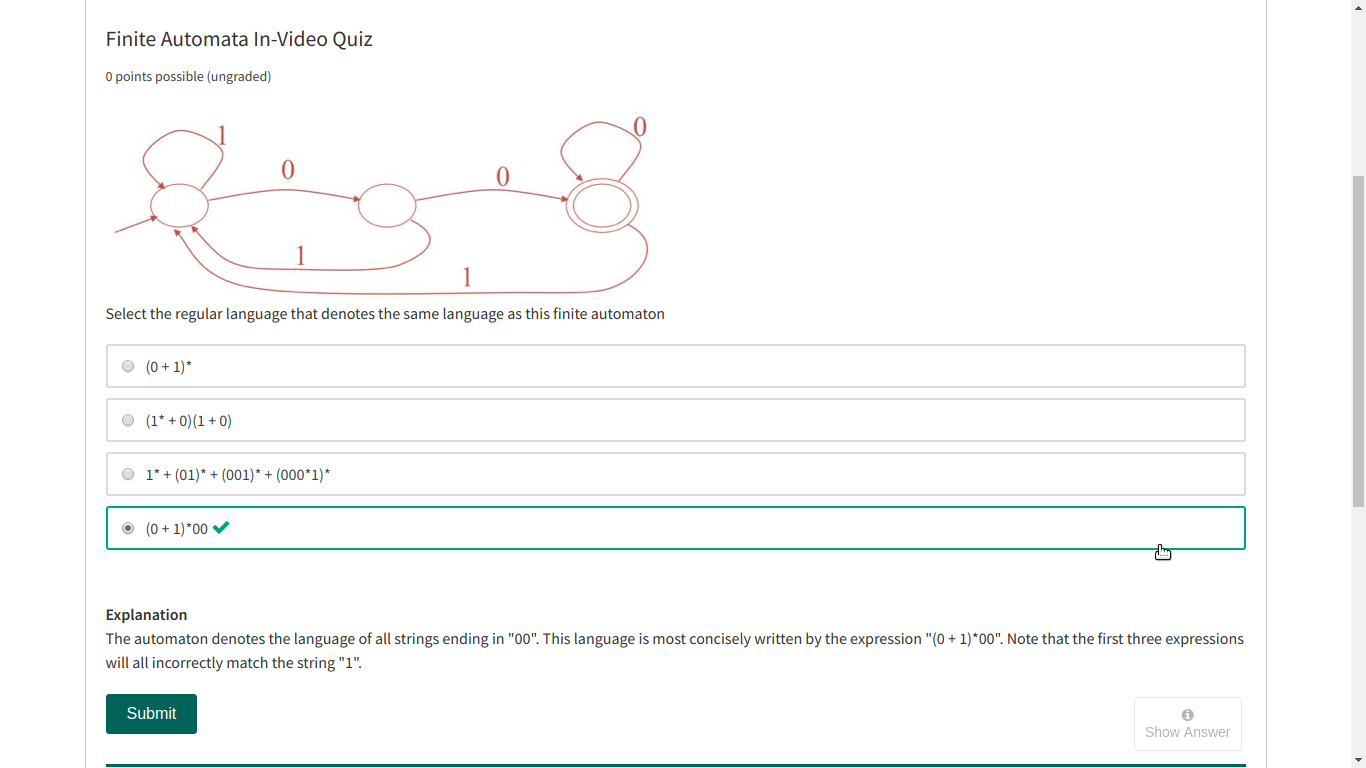 Finite Automata In-Video Quiz
0 points possible (ungraded)
1
0
0
0
1
1
Select the regular language that denotes the same language as this finite automaton
(0 + 1)*
(1* + 0)(1 + 0)
1* + (01)* + (001)* + (000*1)*
(0 + 1)*00
Explanation
The automaton denotes the language of all strings ending in "00". This language is most concisely written by the expression "(0 + 1)*00". Note that the first three expressions
will all incorrectly match the string "1".
Submit
Show Answer